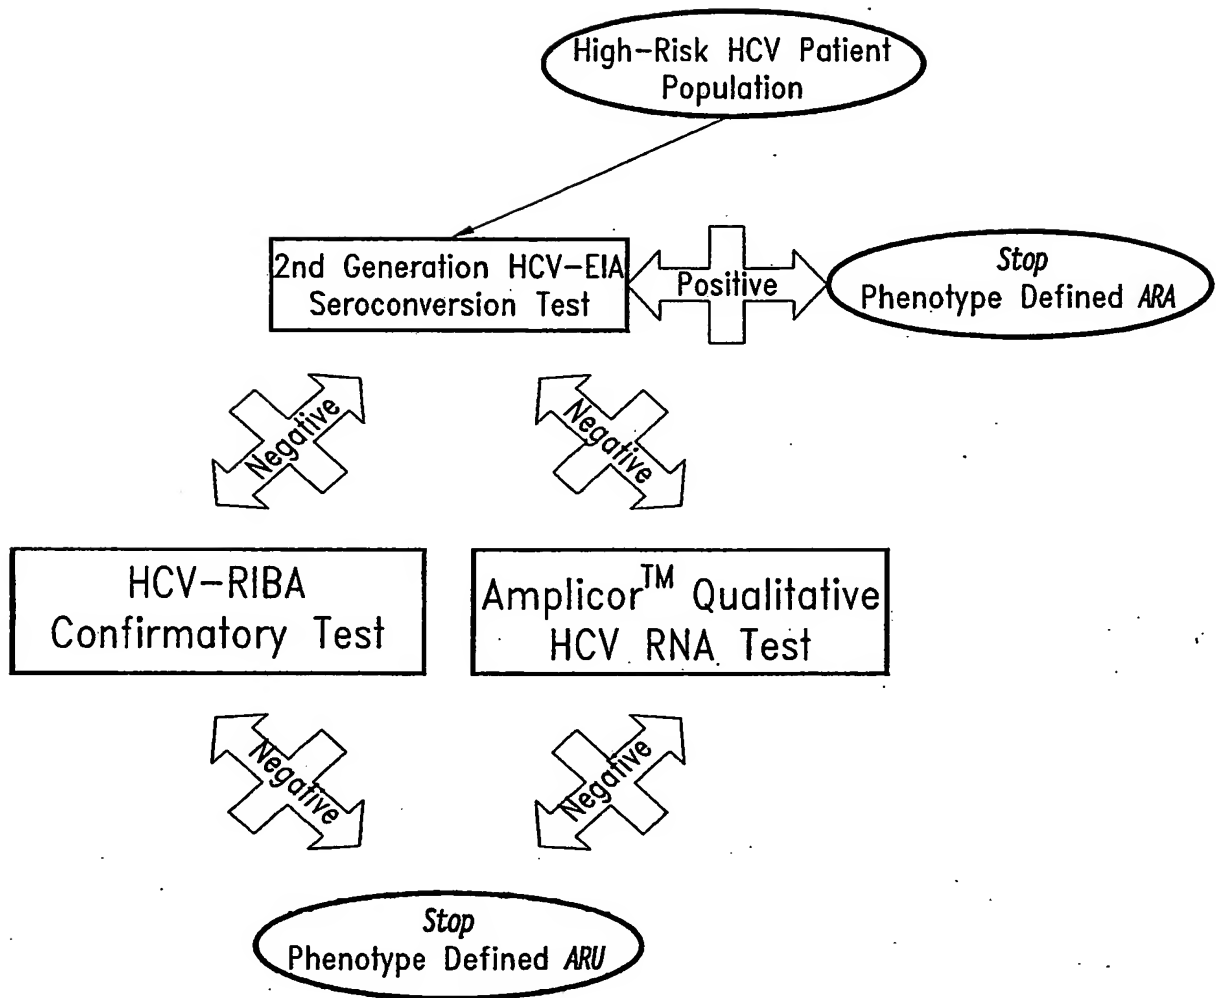 High-Risk HCV Patient
Population
2nd Generation HCV-EIA
Seroconversion Test
Positive
Stop
Phenotype Defined ARA
Negative
Negative
HCV-RIBA
Confirmatory Test
Amplicor™ Qualitative
HCV RNA Test
Negative
Negative
Stop
Phenotype Defined ARU